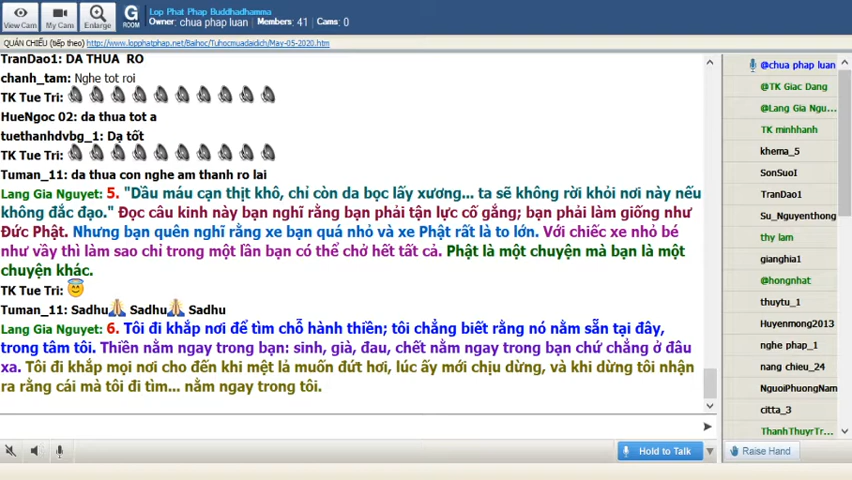 Lop Phat Phap Buddhadhamma
Owner: chua phap luan Members: 41 Cams: 0
View Cam
My Cam
Enlarge
G
ROOM
QUÁN CHIẾU (tiếp theo) http://www.lopphatphap.net/Baihoc/Tuhocmuadaidich/May-05-2020.htm
TranDao1: DA THUA RO
chanh_tam: Nghe tot roi
TK Tue Tri:
HueNgoc 02: da thua tot a
tuethanhdvbg_1: Dạ tốt
TK Tue Tri:
Tuman_11: da thua con nghe am thanh ro lai
Lang Gia Nguyet: 5. "Dầu máu cạn thịt khô, chỉ còn da bọc lấy xương... ta sẽ không rời khỏi nơi này nếu
không đắc đạo." Đọc câu kinh này bạn nghĩ rằng bạn phải tận lực cố gắng; bạn phải làm giống như
Đức Phật. Nhưng bạn quên nghĩ rằng xe bạn quá nhỏ và xe Phật rất là to lớn. Với chiếc xe nhỏ bé
như vầy thì làm sao chỉ trong một lần bạn có thể chở hết tất cả. Phật là một chuyện mà bạn là một
chuyện khác.
TK Tue Tri:
Tuman_11: Sadhu Sadhu Sadhu
Lang Gia Nguyet: 6. Tôi đi khắp nơi để tìm chỗ hành thiền; tôi chẳng biết rằng nó nằm sẵn tại đây,
trong tâm tôi. Thiền nằm ngay trong bạn: sinh, già, đau, chết nằm ngay trong bạn chứ chẳng ở đâu
xa. Tôi đi khắp mọi nơi cho đến khi mệt lả muốn đứt hơi, lúc ấy mới chịu dừng, và khi dừng tôi nhận
ra rằng cái mà tôi đi tìm... nằm ngay trong tôi.
Hold to Talk
@chua phap luan
@TK Giac Dang
@Lang Gia Ngu...
TK minhhanh
khema_5
SonSuoI
TranDao1
Su_Nguyenthong
thy lam
gianghia1
@hongnhat
thuytu_1
Huyenmong2013
nghe phap_1
nang chieu_24
NguoiPhuongNam
citta_3
ThanhThuyrTr...
Raise Hand